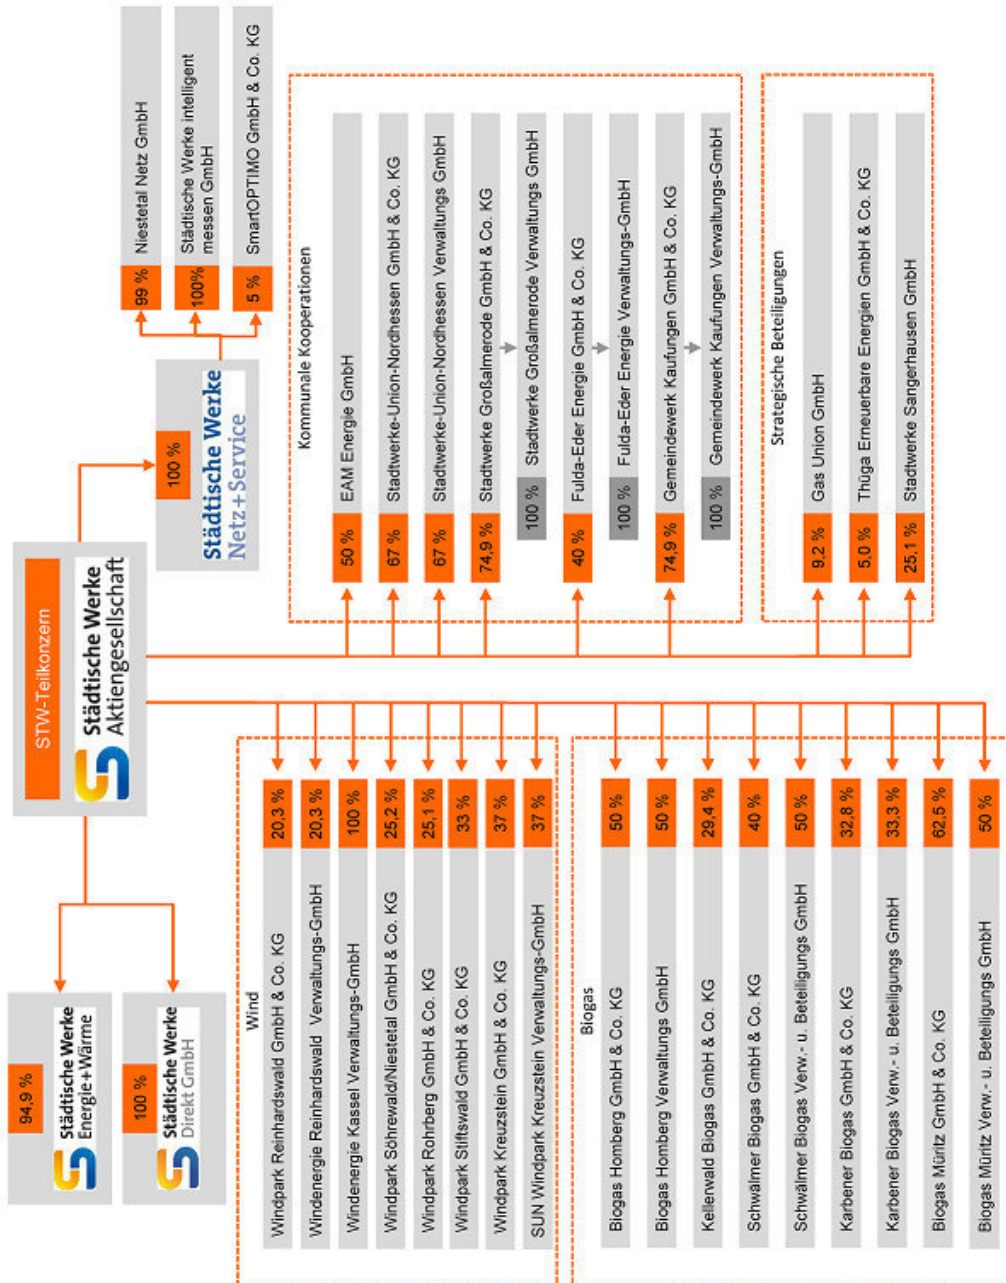 STW-Teilkonzern
Städtische Werke
Aktiengesellschaft
94,9 %
Städtische Werke
Energie+Wärme
100 %
Städtische Werke
Direkt GmbH
100 %
Städtische Werke
Netz+Service
99 % Niestetal Netz GmbH
100% Städtische Werke intelligent
messen GmbH
5 % SmartOPTIMO GmbH & Co. KG
Wind
Windpark Reinhardswald GmbH & Co. KG 20,3 %
Windenergie Reinhardswald Verwaltungs-GmbH 20,3 %
Windenergie Kassel Verwaltungs-GmbH 100 %
Windpark Söhrewald/Niestetal GmbH & Co. KG 25,2 %
Windpark Rohrberg GmbH & Co. KG 25,1 %
Windpark Stiftswald GmbH & Co. KG 33 %
Windpark Kreuzstein GmbH & Co. KG 37 %
SUN Windpark Kreuzstein Verwaltungs-GmbH 37 %
Biogas
Biogas Homberg GmbH & Co. KG 50 %
Biogas Homberg Verwaltungs GmbH 50 %
Kellerwald Biogas GmbH & Co. KG 29,4 %
Schwälmer Biogas GmbH & Co. KG 40 %
Schwälmer Biogas Verw.- u. Beteiligungs GmbH 50 %
Karbener Biogas GmbH & Co. KG 32,8 %
Karbener Biogas Verw.- u. Beteiligungs GmbH 33,3 %
Biogas Müritz GmbH & Co. KG 62,5 %
Biogas Müritz Verw.- u. Beteiligungs GmbH 50 %
Kommunale Kooperationen
50 % EAM Energie GmbH
67 % Stadtwerke-Union-Nordhessen GmbH & Co. KG
67 % Stadtwerke-Union-Nordhessen Verwaltungs GmbH
74,9 % Stadtwerke Großalmerode GmbH & Co. KG
100 % Stadtwerke Großalmerode Verwaltungs GmbH
40 % Fulda-Eder Energie GmbH & Co. KG
100 % Fulda-Eder Energie Verwaltungs-GmbH
74,9 % Gemeindewerk Kaufungen GmbH & Co. KG
100 % Gemeindewerk Kaufungen Verwaltungs-GmbH
Strategische Beteiligungen
9,2 % Gas Union GmbH
5,0 % Thüga Erneuerbare Energien GmbH & Co. KG
25,1 % Stadtwerke Sangerhausen GmbH